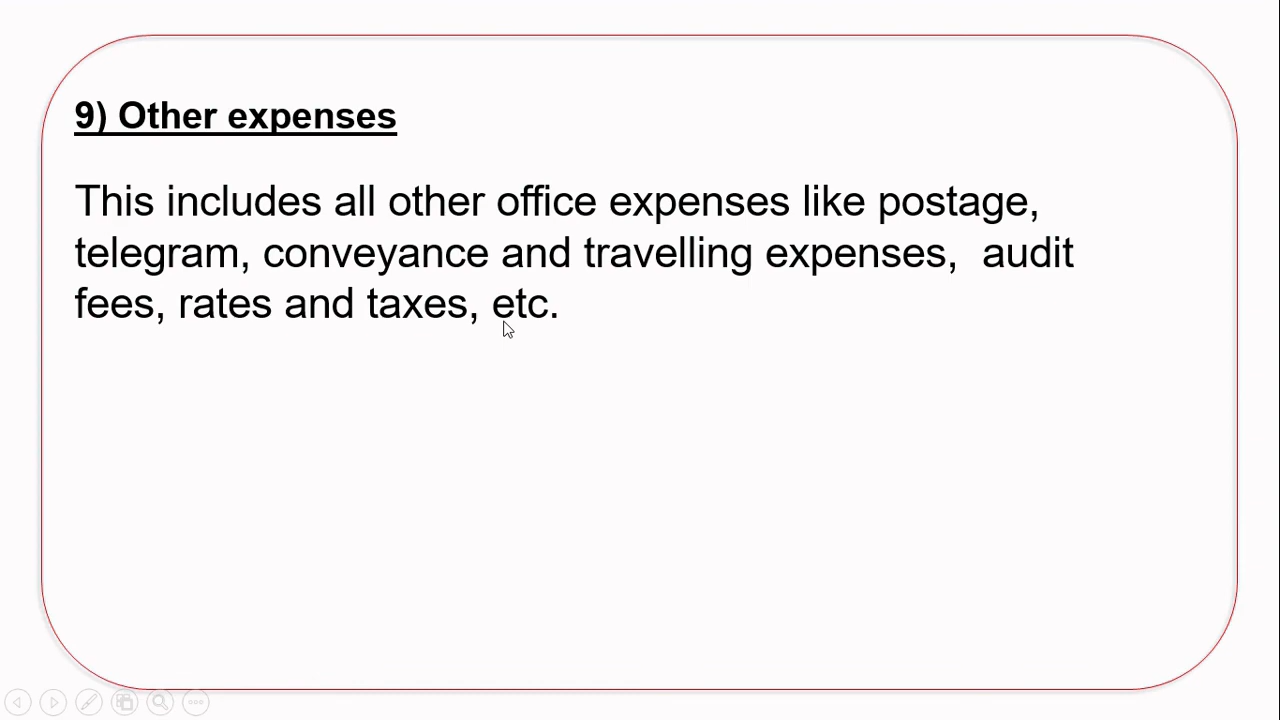 9) Other expenses
This includes all other office expenses like postage,
telegram, conveyance and travelling expenses,  audit
fees, rates and taxes, etc.